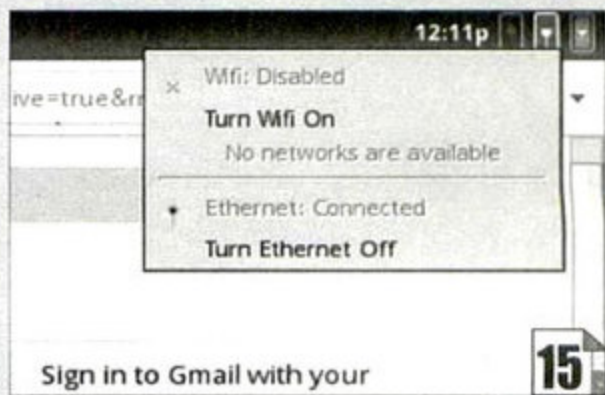 12:11p
ive=true&rr
Wifi: Disabled
Turn Wifi On
No networks are available
Ethernet: Connected
Turn Ethernet Off
Sign in to Gmail with your
15